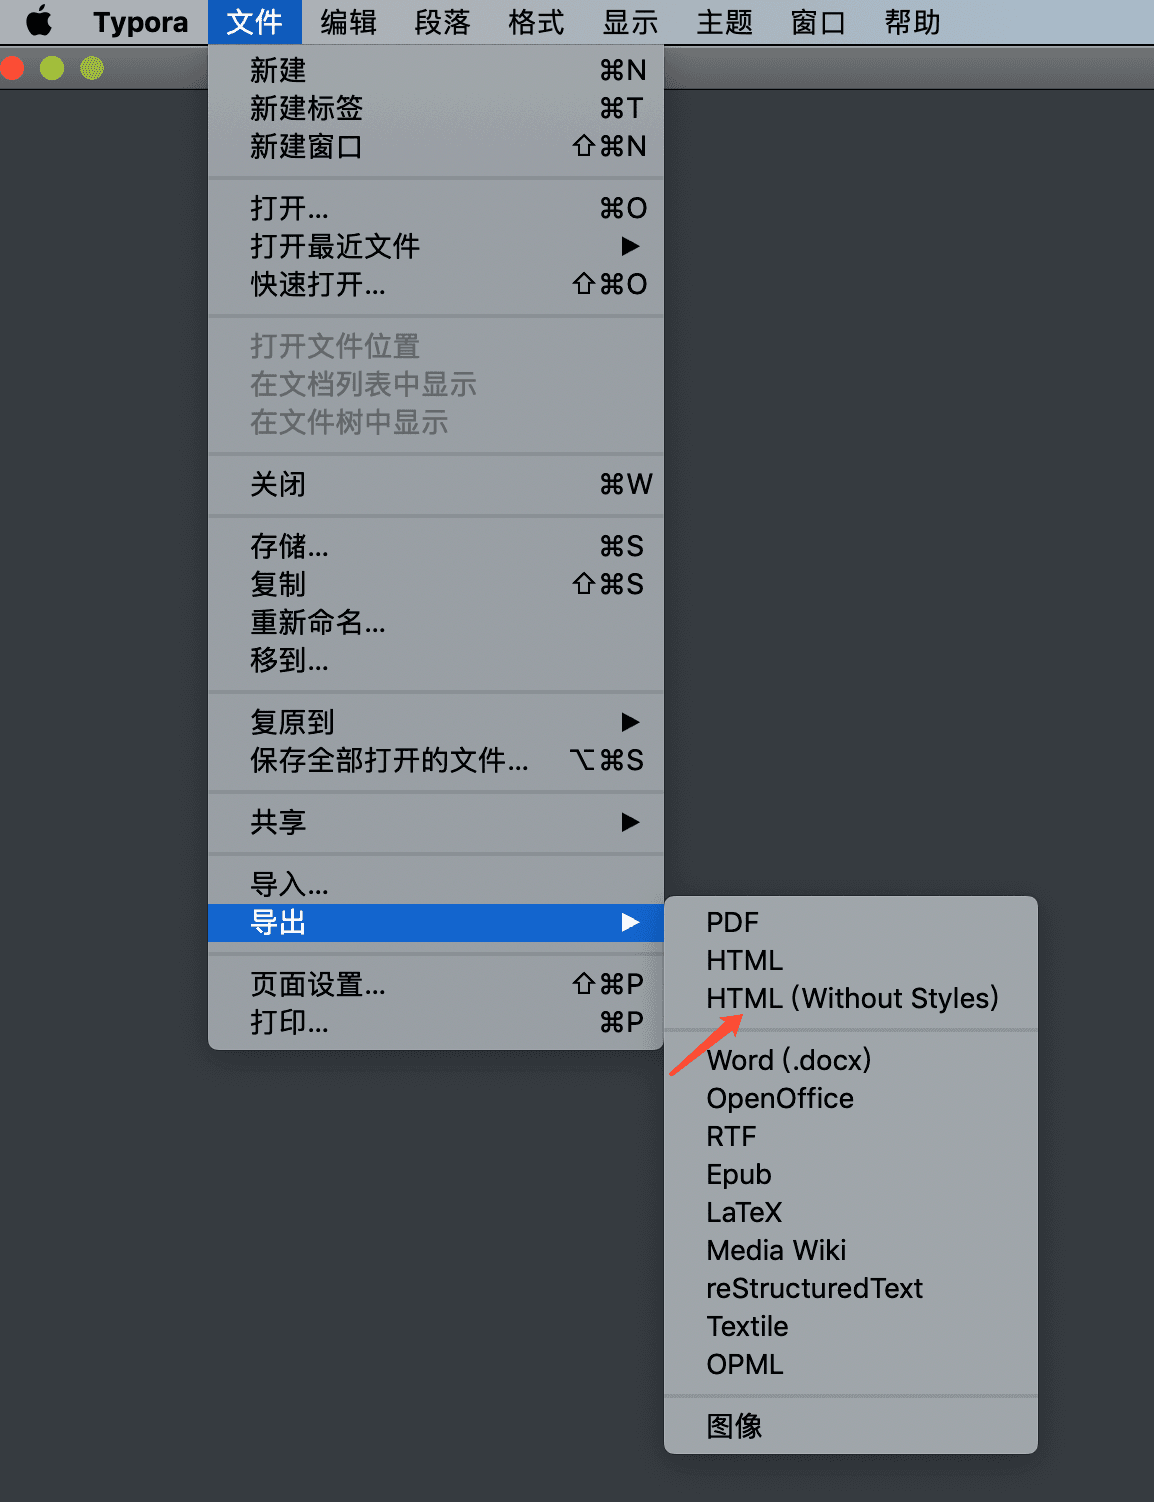 Typora 文件 编辑 段落 格式 显示 主题 窗口 帮助
新建 ⌘N
新建标签 ⌘T
新建窗口 ⇧⌘N
打开... ⌘O
打开最近文件 ▶
快速打开... ⇧⌘O
打开文件位置
在文档列表中显示
在文件树中显示
关闭 ⌘W
存储... ⌘S
复制 ⇧⌘S
重新命名...
移到...
复原到 ▶
保存全部打开的文件... ⌥⌘S
共享 ▶
导入...
导出 ▶
页面设置... ⇧⌘P
打印... ⌘P
PDF
HTML
HTML (Without Styles)
Word (.docx)
OpenOffice
RTF
Epub
LaTeX
Media Wiki
reStructuredText
Textile
OPML
图像